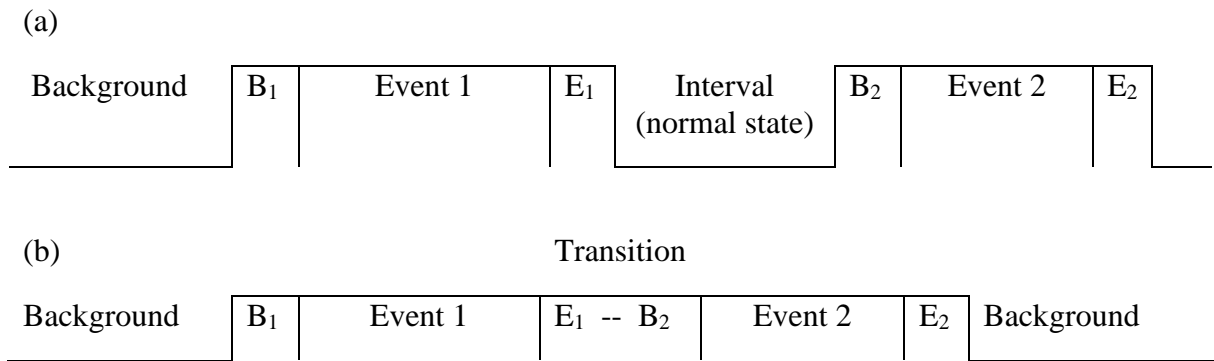 (a)
Background B₁ Event 1 E₁ Interval B₂ Event 2 E₂
(normal state)
(b) Transition
Background B₁ Event 1 E₁ -- B₂ Event 2 E₂ Background